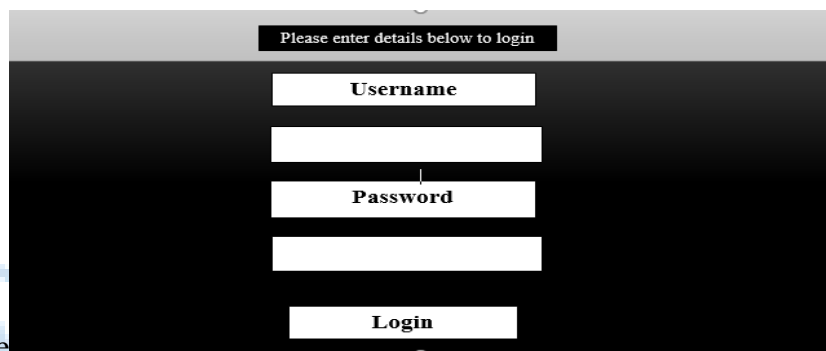 Please enter details below to login
Username
Password
Login